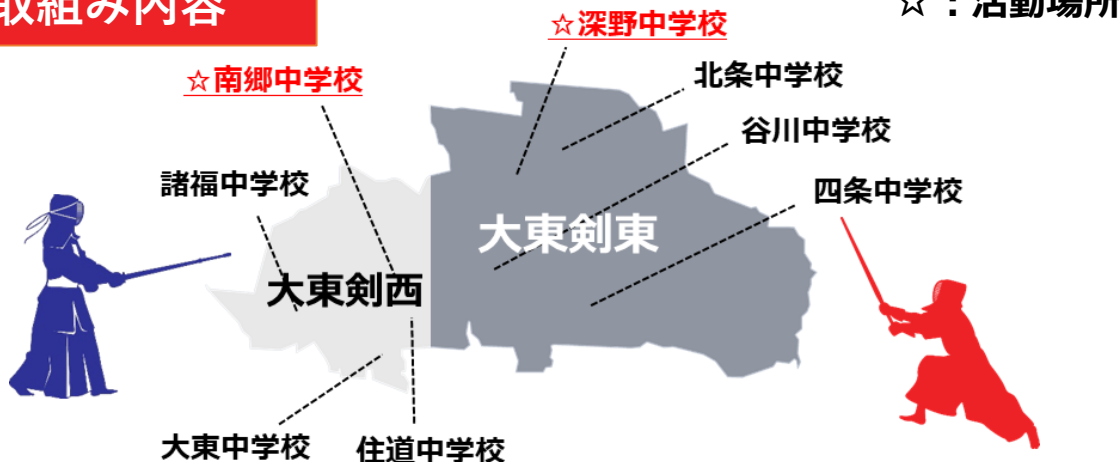 取組み内容
☆：活動場所
☆深野中学校
☆南郷中学校
北条中学校
谷川中学校
諸福中学校
四条中学校
大東剣東
大東剣西
大東中学校
住道中学校